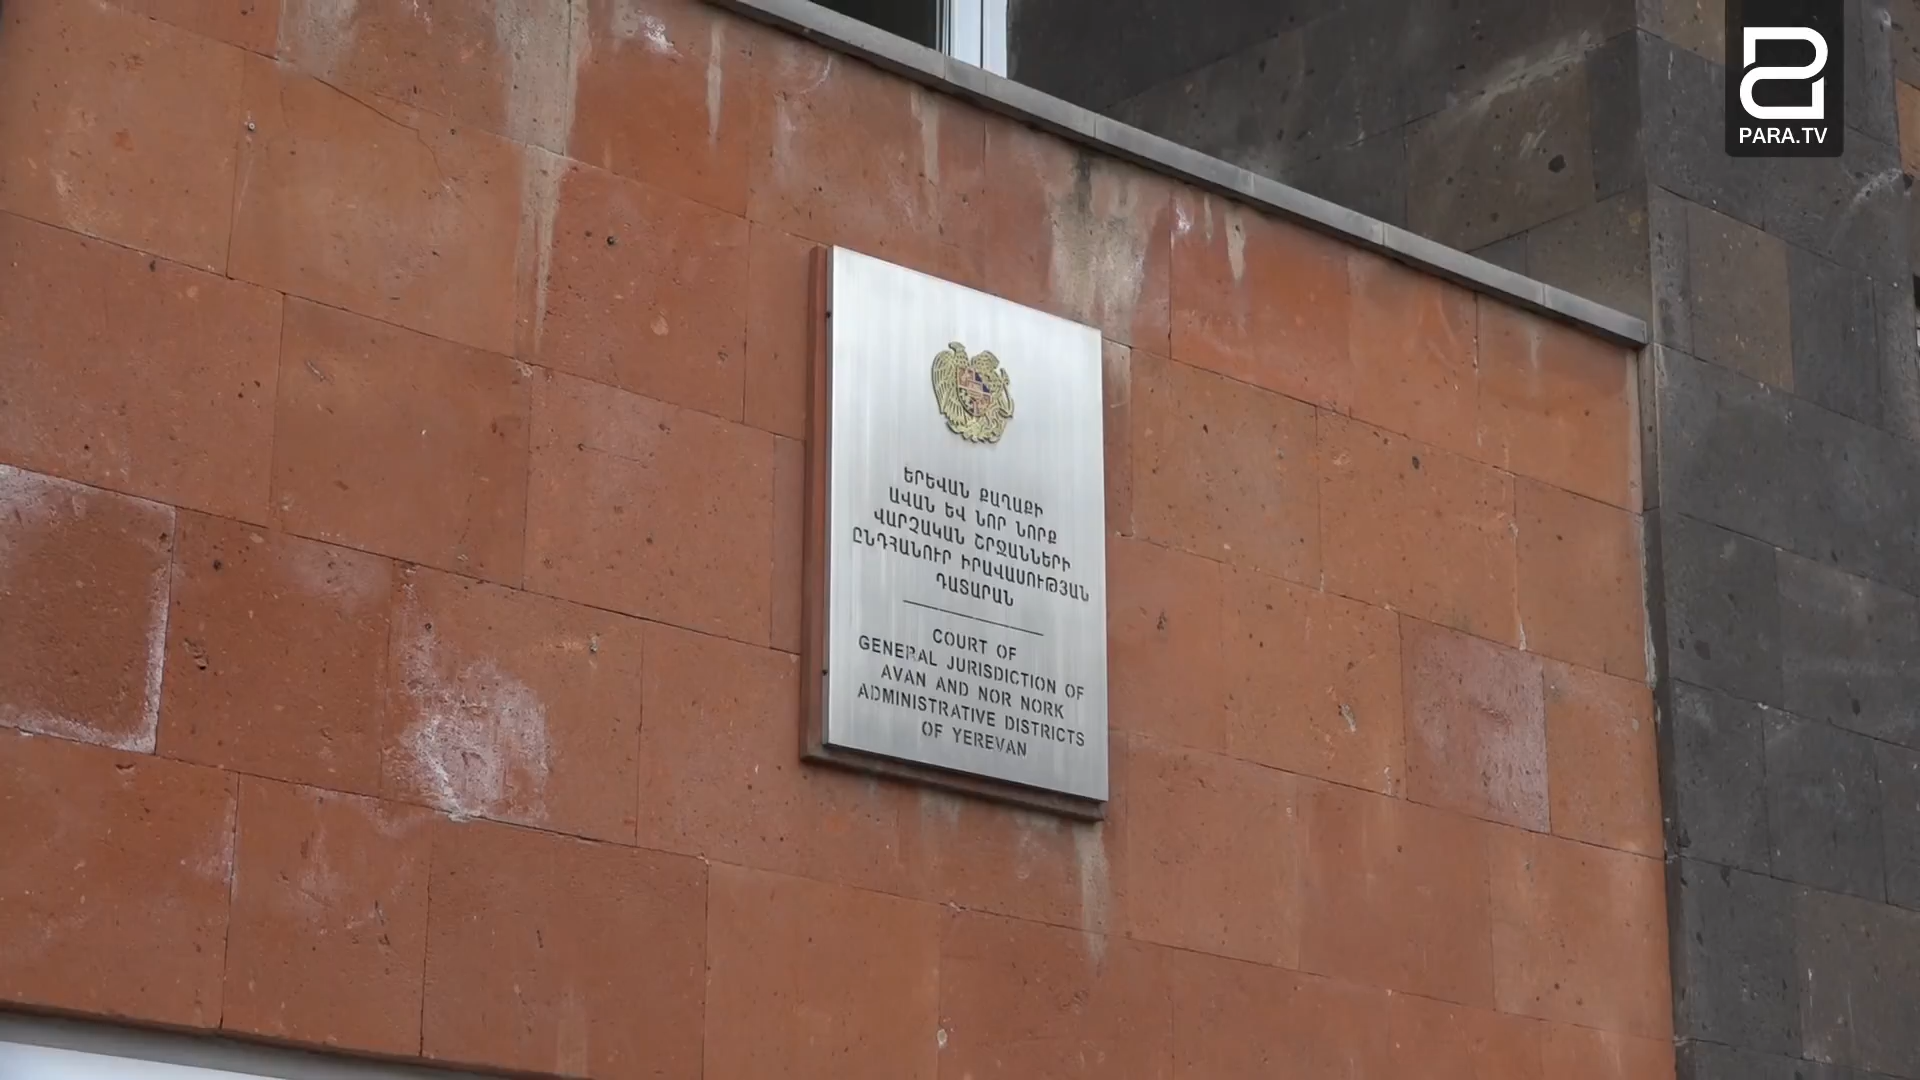 PARA.TV
ԵՐԵՎԱՆ ՔԱՂԱՔԻ
ԱՎԱՆ ԵՎ ՆՈՐ ՆՈՐՔ
ՎԱՐՉԱԿԱՆ ՇՐՋԱՆՆԵՐԻ
ԸՆԴՀԱՆՈՒՐ ԻՐԱՎԱՍՈՒԹՅԱՆ
ԴԱՏԱՐԱՆ
COURT OF
GENERAL JURISDICTION OF
AVAN AND NOR NORK
ADMINISTRATIVE DISTRICTS
OF YEREVAN